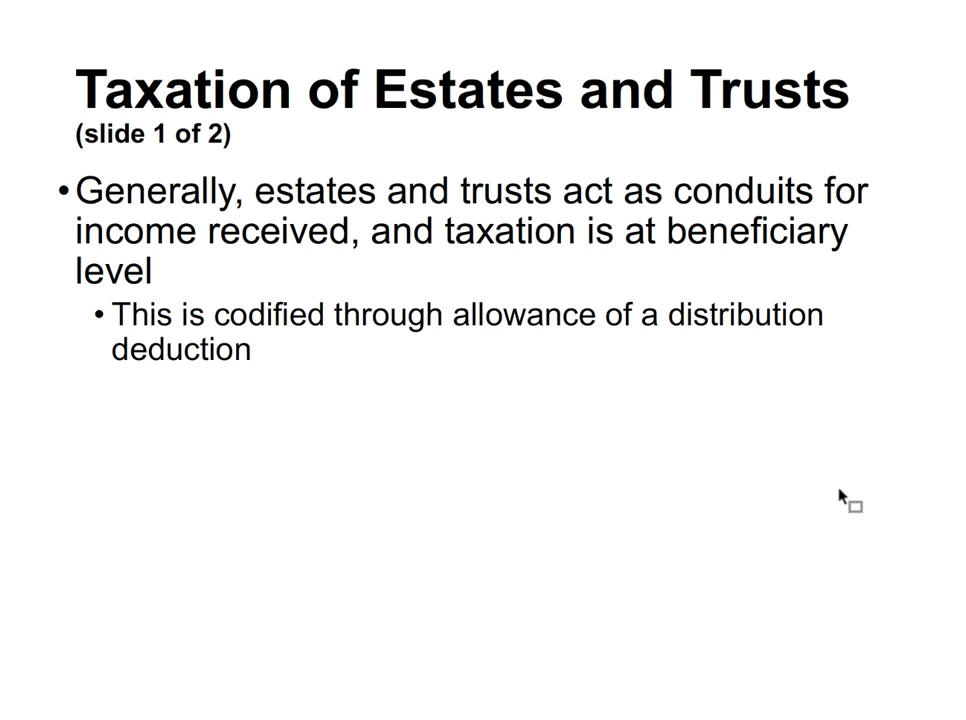 Taxation of Estates and Trusts
(slide 1 of 2)
• Generally, estates and trusts act as conduits for
income received, and taxation is at beneficiary
level
• This is codified through allowance of a distribution
deduction